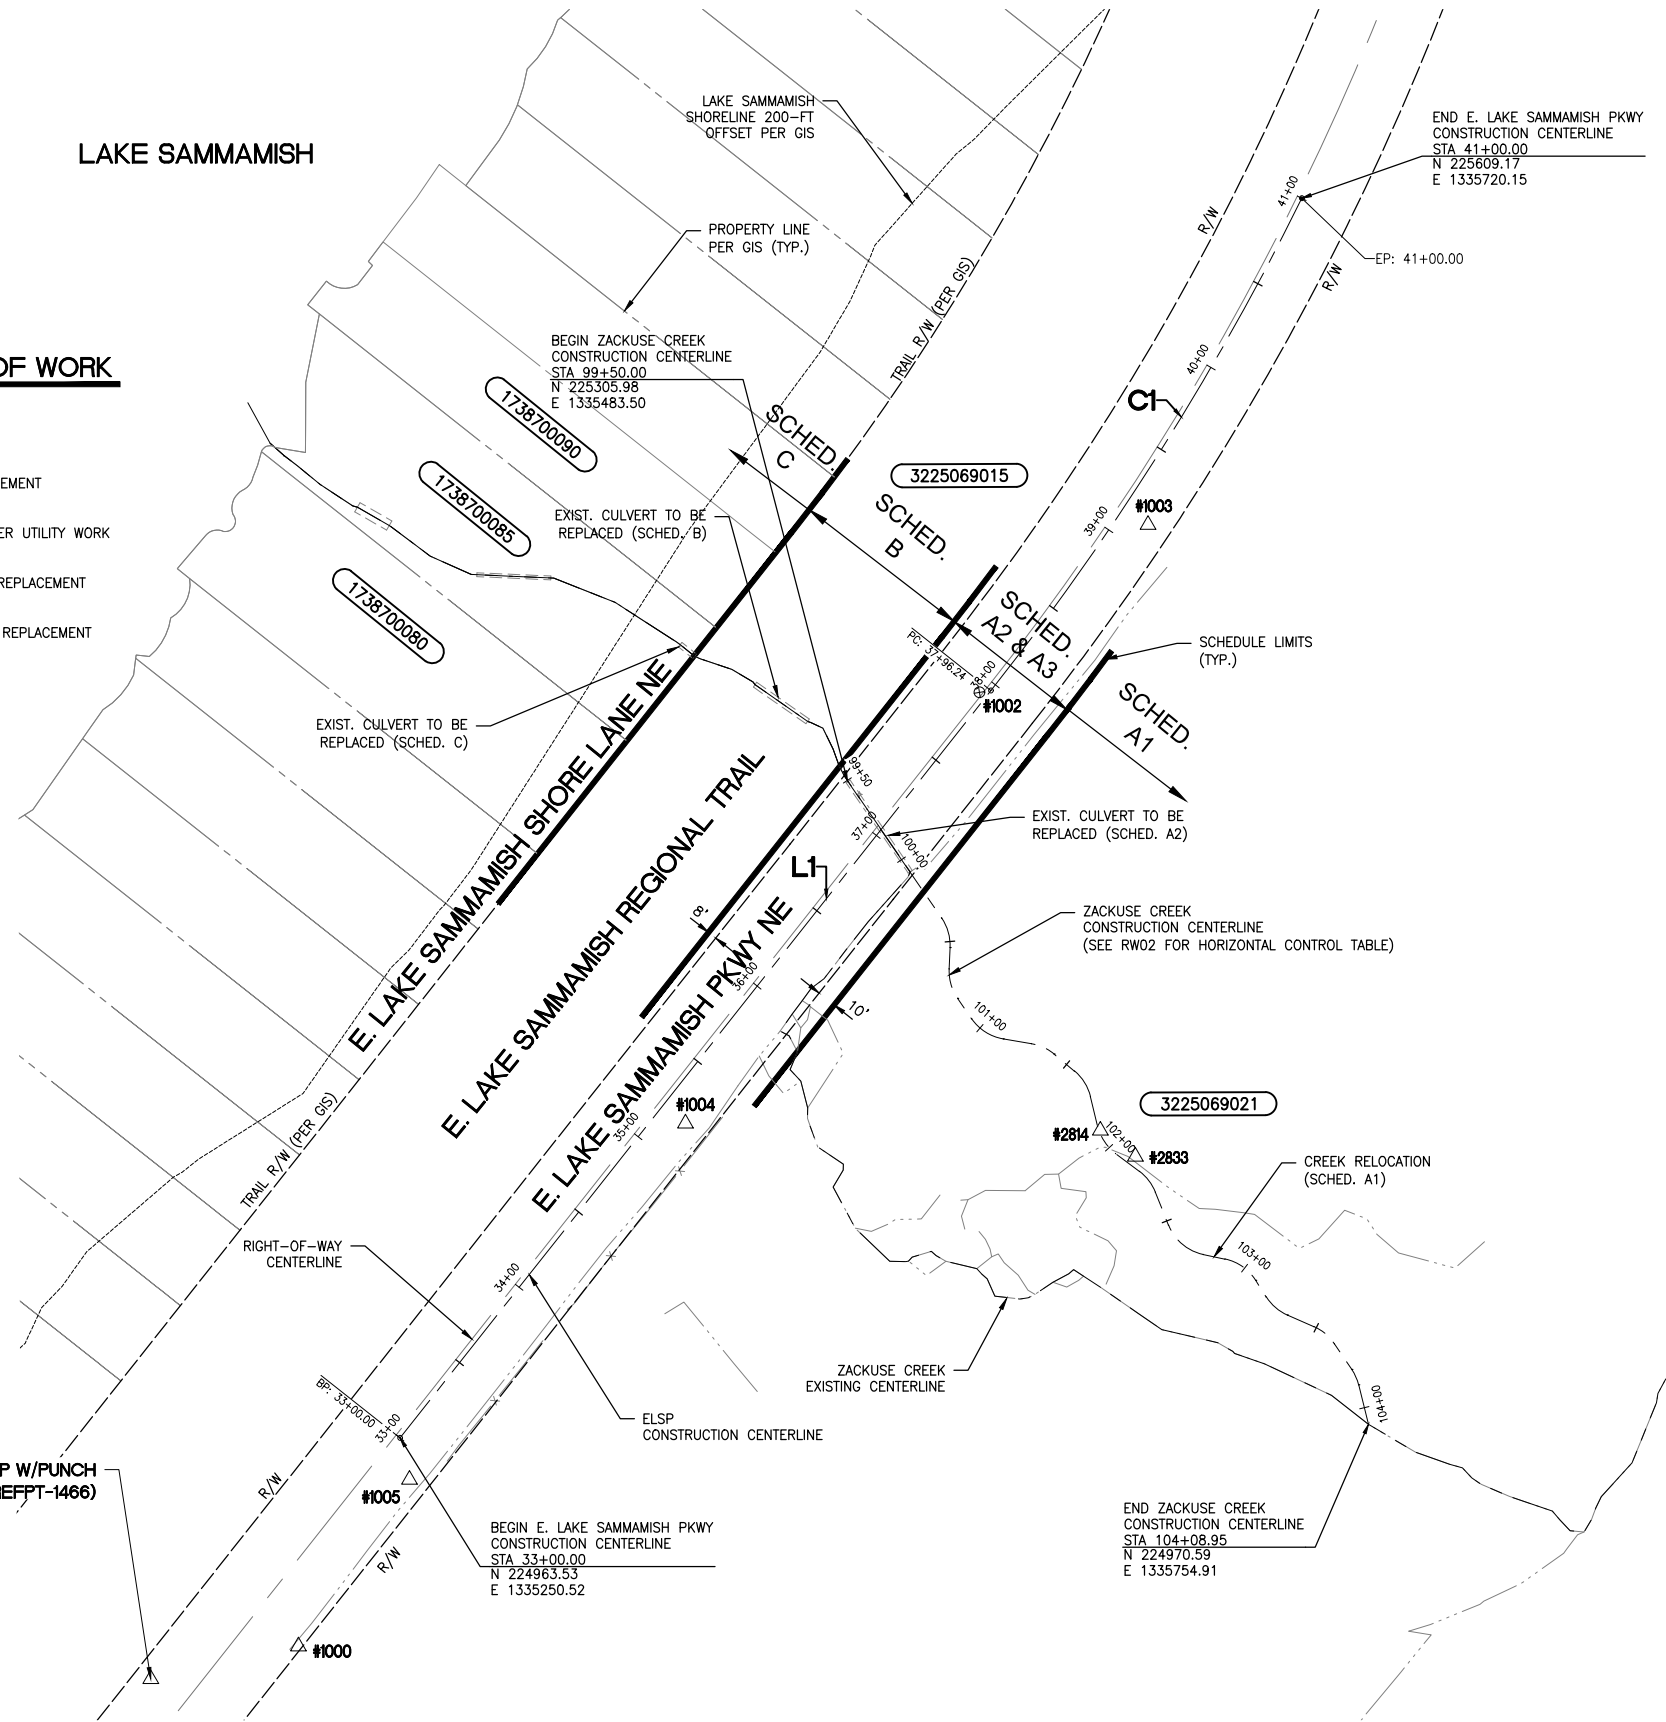 LAKE SAMMAMISH
LAKE SAMMAMISH
SHORELINE 200-FT
OFFSET PER GIS
END E. LAKE SAMMAMISH PKWY
CONSTRUCTION CENTERLINE
STA 41+00.00
N 225609.17
E 1335720.15
41+00
EP: 41+00.00
R/W
R/W
PROPERTY LINE
PER GIS (TYP.)
TRAIL R/W (PER GIS)
BEGIN ZACKUSE CREEK
CONSTRUCTION CENTERLINE
STA 99+50.00
N 225305.98
E 1335483.50
OF WORK
40+00
C1
1738700090
SCHED.
C
3225069015
EMENT
1738700085
EXIST. CULVERT TO BE
REPLACED (SCHED. B)
SCHED.
B
39+00
#1003
ER UTILITY WORK
REPLACEMENT
1738700080
SCHED.
A2 & A3
REPLACEMENT
PC: 37+96.24
38+00
#1002
SCHEDULE LIMITS
(TYP.)
SCHED.
A1
EXIST. CULVERT TO BE
REPLACED (SCHED. C)
E. LAKE SAMMAMISH SHORE LANE NE
E. LAKE SAMMAMISH REGIONAL TRAIL
99+50
37+00
100+00
EXIST. CULVERT TO BE
REPLACED (SCHED. A2)
L1
8'
E. LAKE SAMMAMISH PKWY NE
36+00
10'
ZACKUSE CREEK
CONSTRUCTION CENTERLINE
(SEE RW02 FOR HORIZONTAL CONTROL TABLE)
101+00
3225069021
#1004
35+00
#2814
102+00
#2833
TRAIL R/W (PER GIS)
CREEK RELOCATION
(SCHED. A1)
RIGHT-OF-WAY
CENTERLINE
34+00
103+00
ZACKUSE CREEK
EXISTING CENTERLINE
BP: 33+00.00
33+00
ELSP
CONSTRUCTION CENTERLINE
104+00
P W/PUNCH
REFPT-1466)
R/W
#1005
BEGIN E. LAKE SAMMAMISH PKWY
CONSTRUCTION CENTERLINE
STA 33+00.00
N 224963.53
E 1335250.52
R/W
END ZACKUSE CREEK
CONSTRUCTION CENTERLINE
STA 104+08.95
N 224970.59
E 1335754.91
#1000